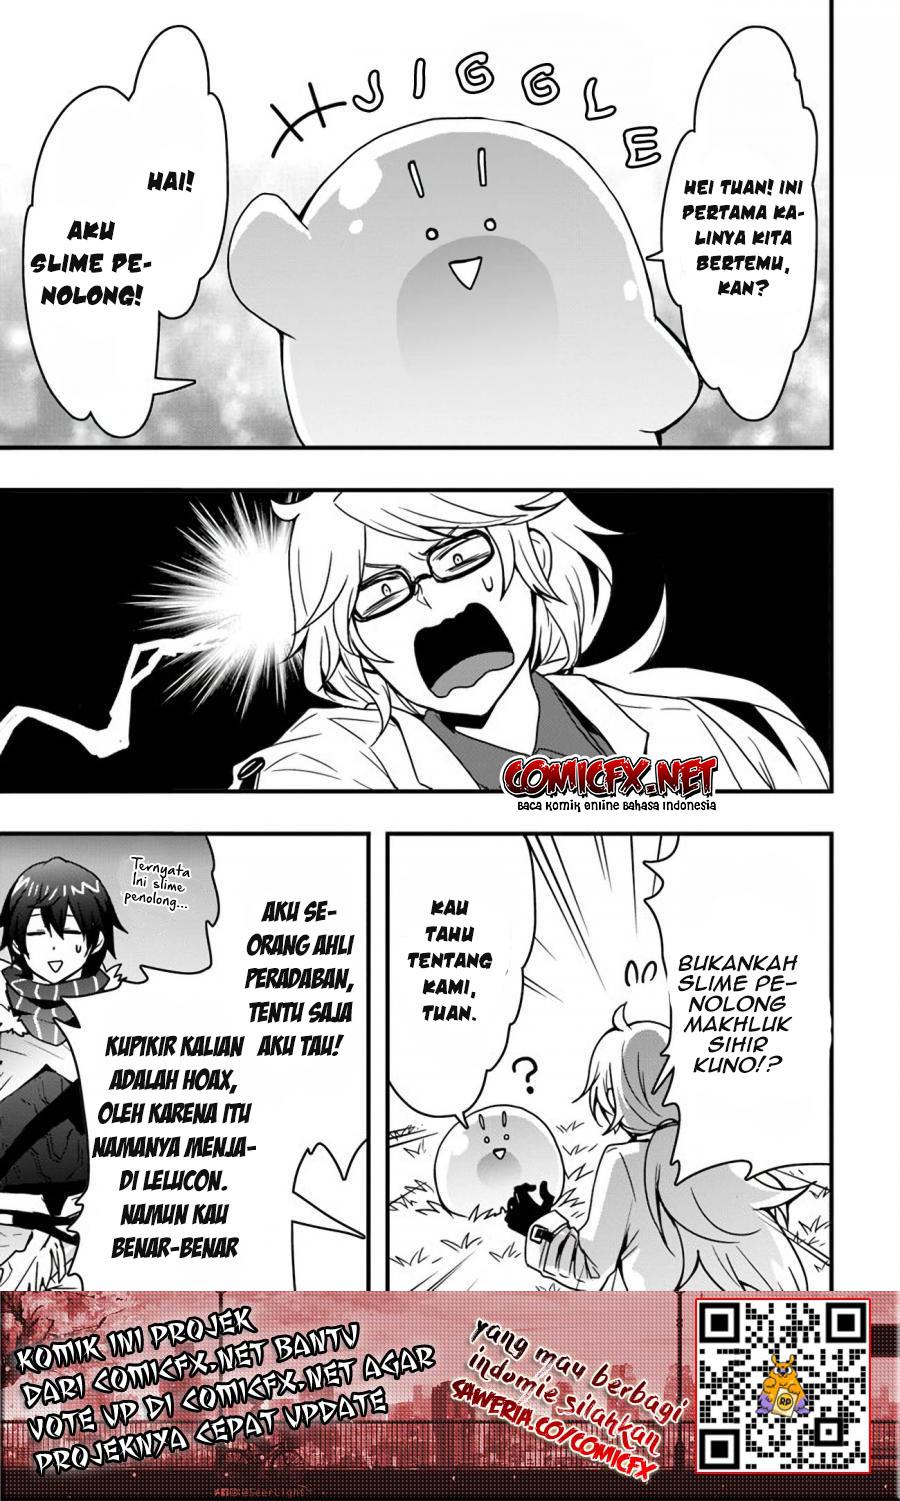 JIGGLE
HEI TUAN! INI
PERTAMA KA-
LINYA KITA
BERTEMU,
KAN?
HAI!
AKU
SLIME PE-
NOLONG!
COMICFX.NET
BACA KOMIK ONLINE BAHASA INDONESIA
BUKANKAH
SLIME PE-
NOLONG
MAKHLUK
SIHIR
KUNO!?
KAU
TAHU
TENTANG
KAMI,
TUAN.
?
AKU SE-
ORANG AHLI
PERADABAN,
TENTU SAJA
AKU TAU!
KUPIKIR KALIAN
ADALAH HOAX,
OLEH KARENA ITU
NAMANYA MENJA-
DI LELUCON.
NAMUN KAU
BENAR-BENAR
Ternyata
Ini slime
penolong...
KOMIK INI PROJEK
DARI COMICFX.NET BANTU
VOTE UP DI COMICFX.NET AGAR
PROJEKNYA CEPAT UPDATE
yang mau berbagi
indomie silahkan
SAWERIA.CO/COMICFX
RP